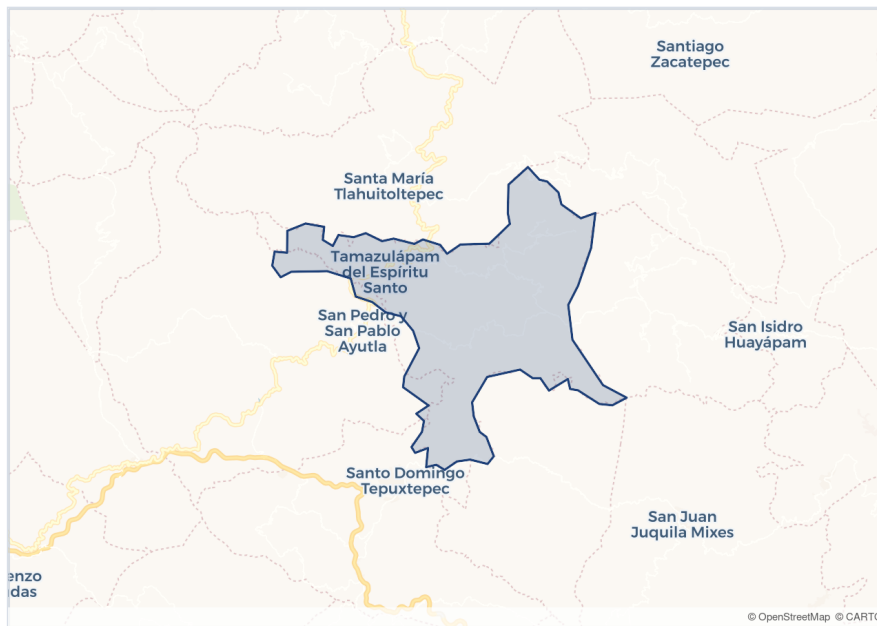 Santiago
Zacatepec
Santa María
Tlahuitoltepec
Tamazulápam
del Espíritu
Santo
San Pedro y
San Pablo
Ayutla
San Isidro
Huayápam
Santo Domingo
Tepuxtepec
San Juan
Juquila Mixes
enzo
das
© OpenStreetMap © CARTO